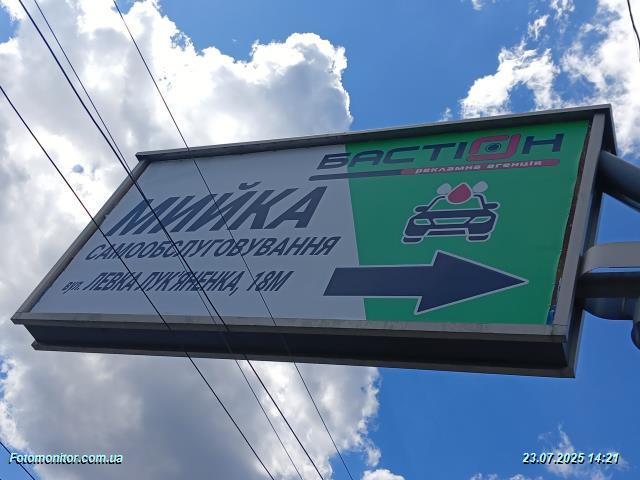 БАСТІОН
рекламна агенція
МИЙКА
САМООБСЛУГОВУВАННЯ
вул. ЛЕВКА ЛУК'ЯНЕНКА, 18М
Fotomonitor.com.ua
23.07.2025 14:21